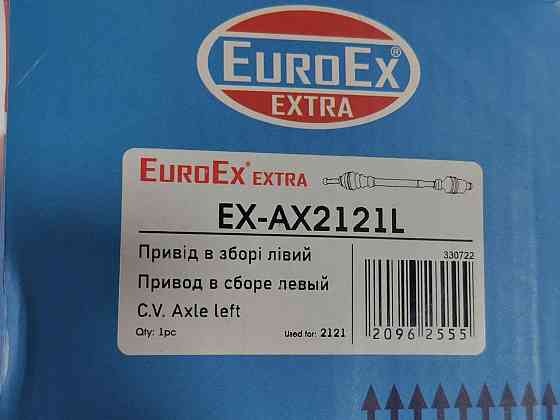 EUROEX®
EXTRA
EUROEX® EXTRA
EX-AX2121L
Привід в зборі лівий
330722
Привод в сборе левый
C.V. Axle left
Qty: 1pc
Used for: 2121
2096 2555